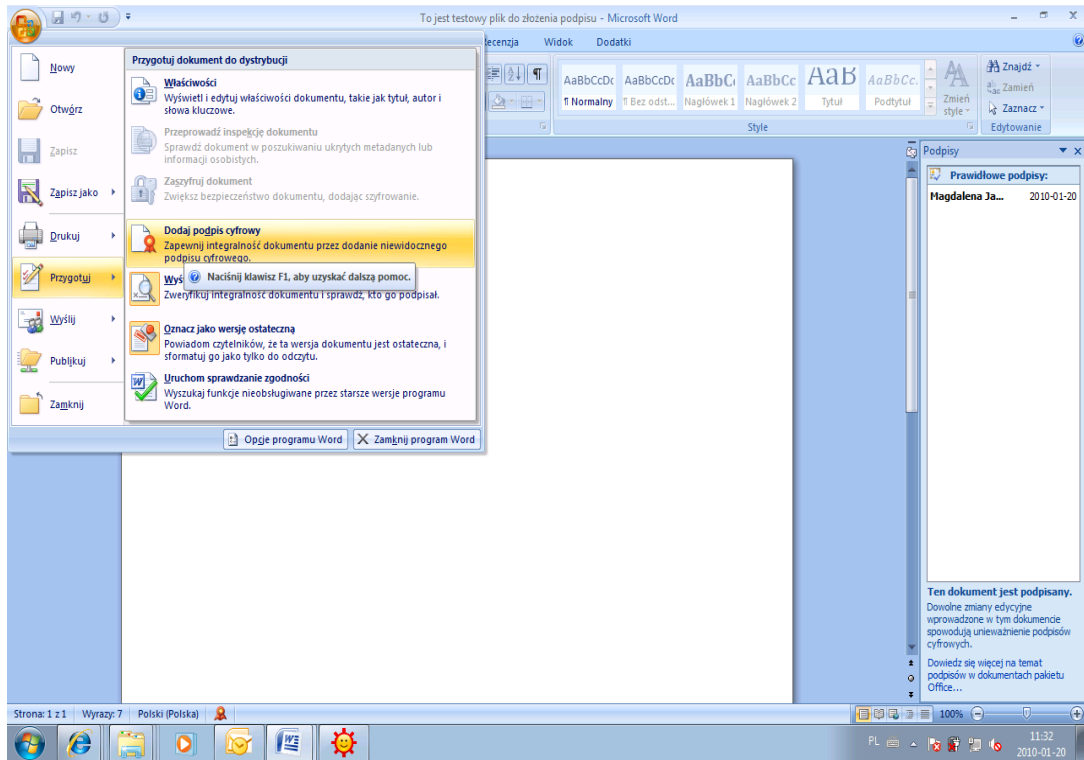 To jest testowy plik do złożenia podpisu - Microsoft Word
Recenzja Widok Dodatki
Nowy
Otwórz
Zapisz
Zapisz jako
Drukuj
Przygotuj
Wyślij
Publikuj
Zamknij
Przygotuj dokument do dystrybucji
Właściwości
Wyświetl i edytuj właściwości dokumentu, takie jak tytuł, autor i
słowa kluczowe.
Przeprowadź inspekcję dokumentu
Sprawdź dokument w poszukiwaniu ukrytych metadanych lub
informacji osobistych.
Zaszyfruj dokument
Zwiększ bezpieczeństwo dokumentu, dodając szyfrowanie.
Dodaj podpis cyfrowy
Zapewnij integralność dokumentu przez dodanie niewidocznego
podpisu cyfrowego.
Wyś
Naciśnij klawisz F1, aby uzyskać dalszą pomoc.
Zweryfikuj integralność dokumentu i sprawdź, kto go podpisał.
Oznacz jako wersję ostateczną
Powiadom czytelników, że ta wersja dokumentu jest ostateczna, i
sformatuj go jako tylko do odczytu.
Uruchom sprawdzanie zgodności
Wyszukaj funkcje nieobsługiwane przez starsze wersje programu
Word.
Opcje programu Word Zamknij program Word
AaBbCcDc AaBbCcDc AaBbC AaBbCc AaB AaBbCc.
¶ Normalny ¶ Bez odst... Nagłówek 1 Nagłówek 2 Tytuł Podtytuł
Zmień
style
Style
Znajdź
Zamień
Zaznacz
Edytowanie
Podpisy
Prawidłowe podpisy:
Magdalena Ja... 2010-01-20
Ten dokument jest podpisany.
Dowolne zmiany edycyjne
wprowadzone w tym dokumencie
spowodują unieważnienie podpisów
cyfrowych.
Dowiedz się więcej na temat
podpisów w dokumentach pakietu
Office...
Strona: 1 z 1 Wyrazy: 7 Polski (Polska) 100%
PL 11:32
2010-01-20